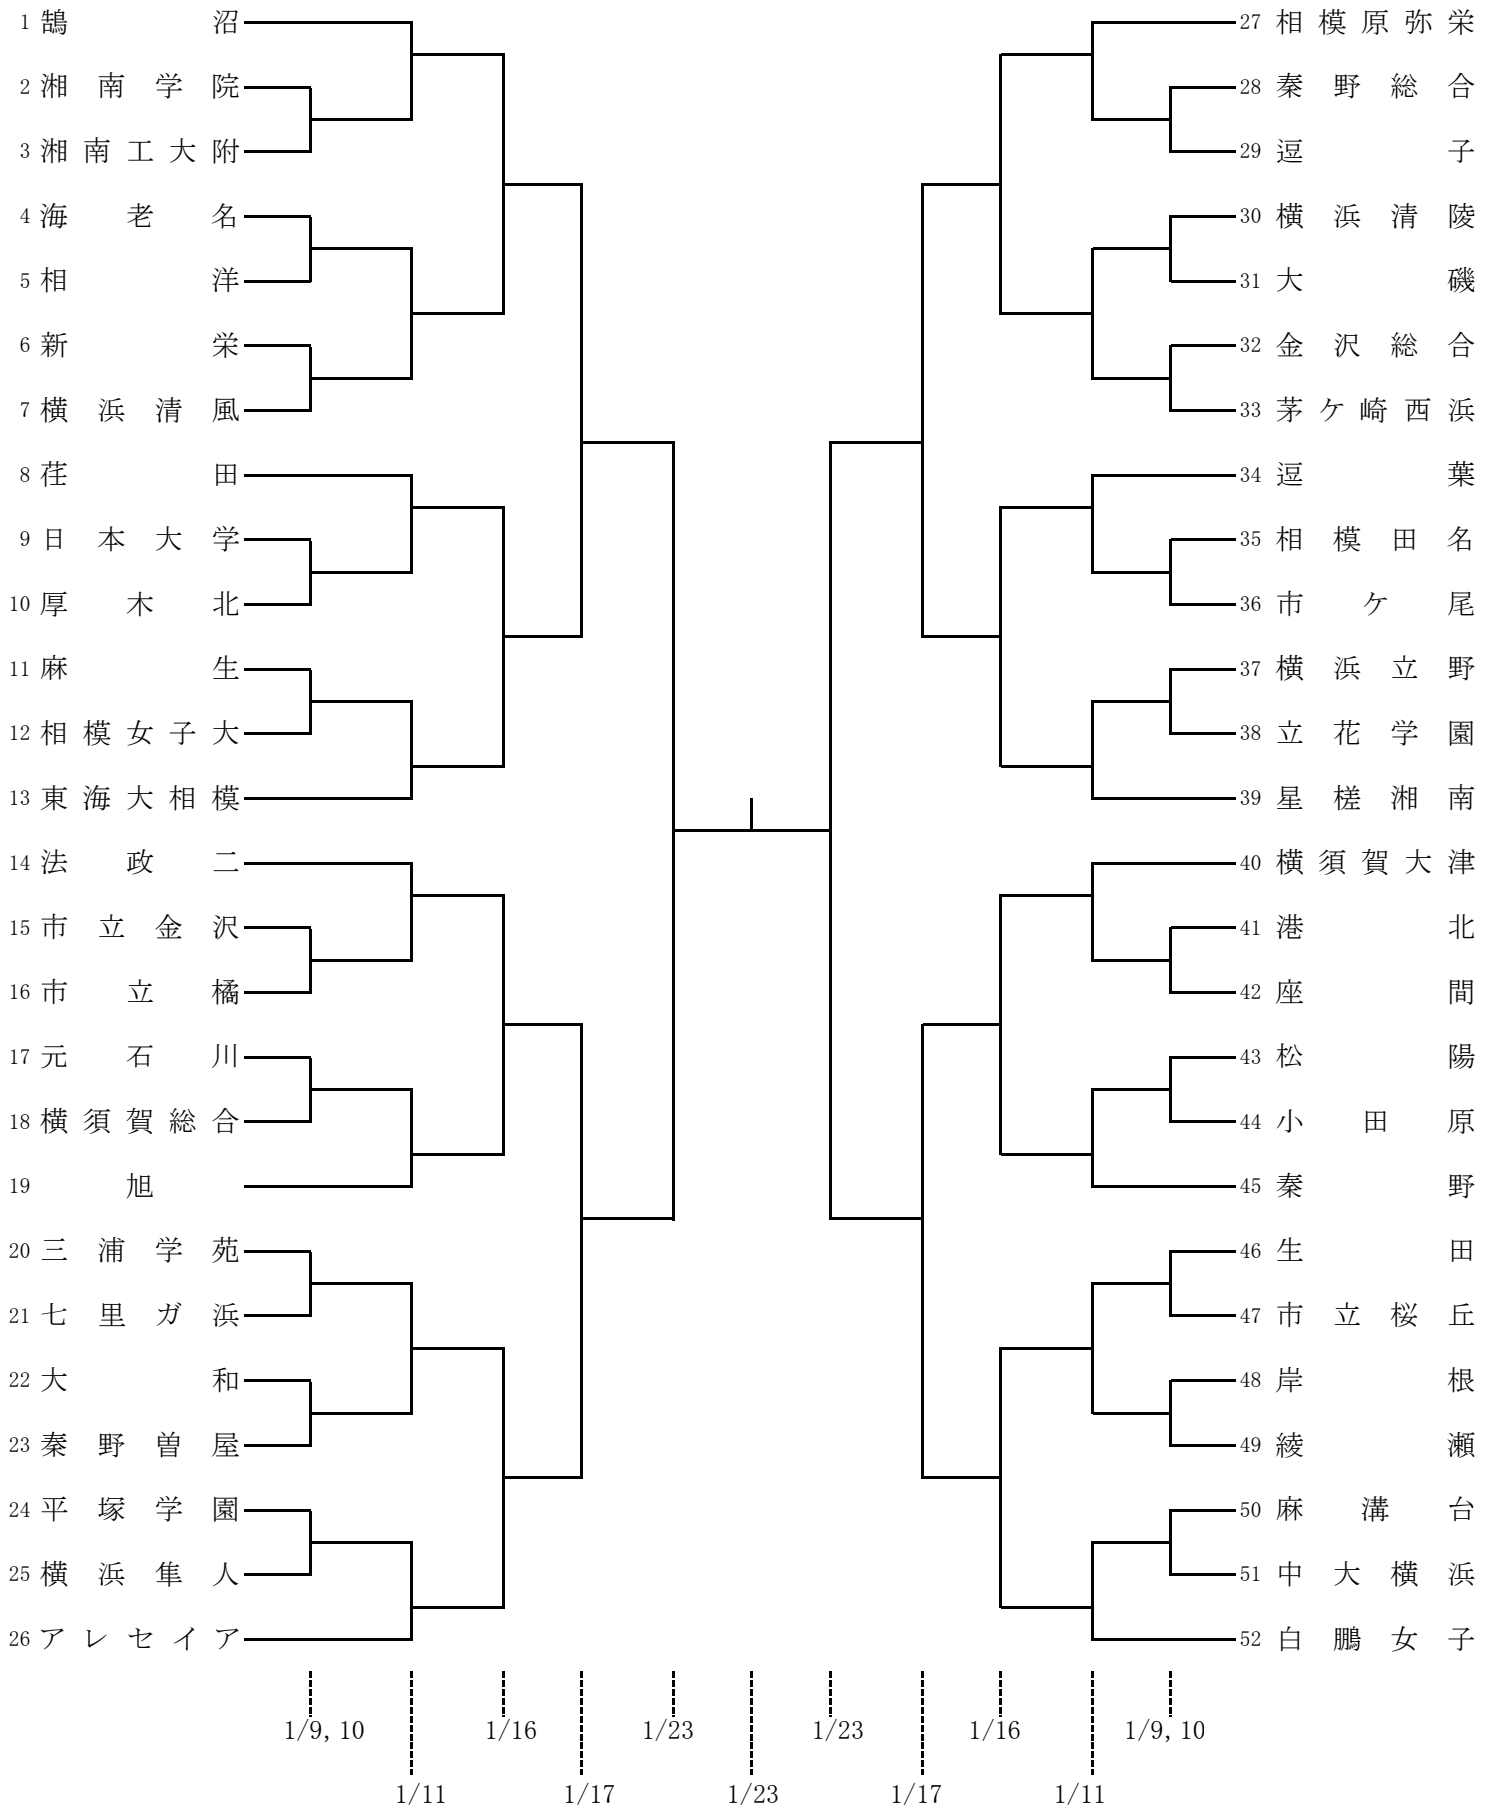 1 鵠沼
2 湘南学院
3 湘南工大附
4 海老名
5 相洋
6 新栄
7 横浜清風
8 荏田
9 日本大学
10 厚木北
11 麻生
12 相模女子大
13 東海大相模
14 法政二
15 市立金沢
16 市立橘
17 元石川
18 横須賀総合
19 旭
20 三浦学苑
21 七里ガ浜
22 大和
23 秦野曽屋
24 平塚学園
25 横浜隼人
26 アレセイア
27 相模原弥栄
28 秦野総合
29 逗子
30 横浜清陵
31 大磯
32 金沢総合
33 茅ケ崎西浜
34 逗葉
35 相模田名
36 市ケ尾
37 横浜立野
38 立花学園
39 星槎湘南
40 横須賀大津
41 港北
42 座間
43 松陽
44 小田原
45 秦野
46 生田
47 市立桜丘
48 岸根
49 綾瀬
50 麻溝台
51 中大横浜
52 白鵬女子
1/9, 10 1/16 1/23 1/23 1/16 1/9, 10
1/11 1/17 1/23 1/17 1/11